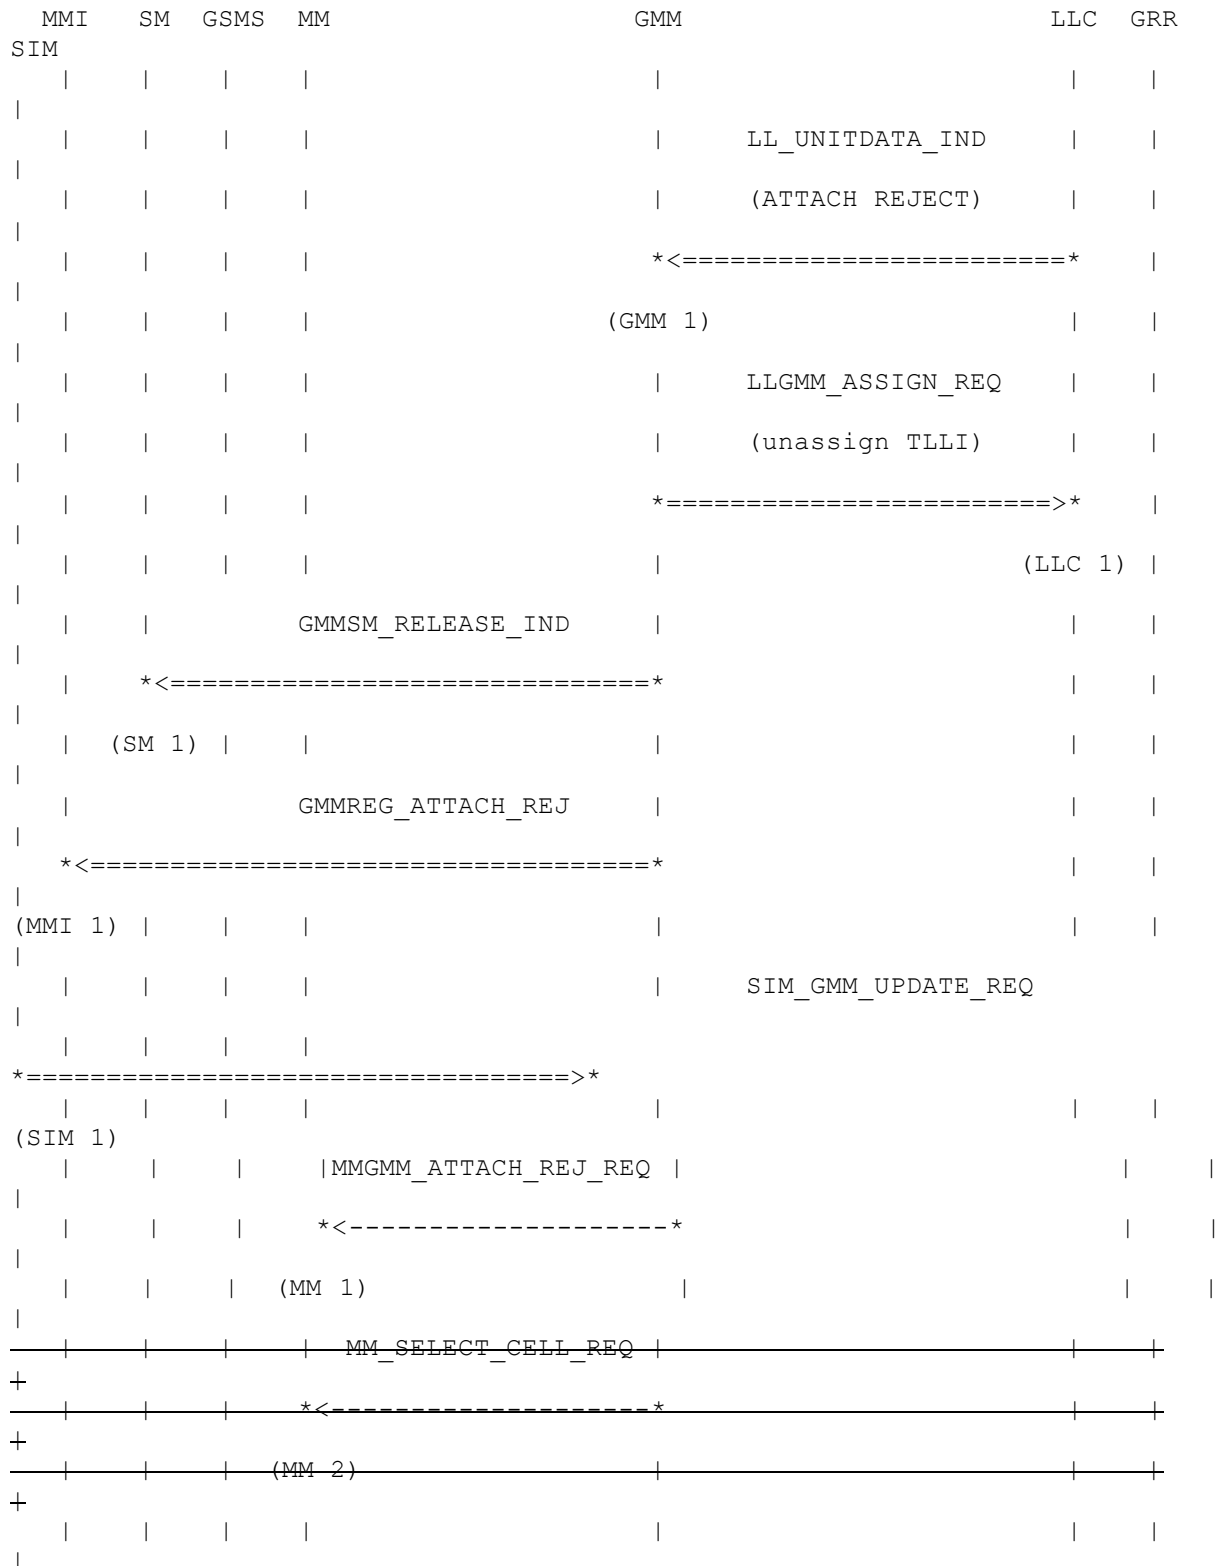 MMI SM GSMS MM GMM LLC GRR
SIM
| | | | | | |
|
| | | | | LL_UNITDATA_IND | |
|
| | | | | (ATTACH REJECT) | |
|
| | | | *<========================* |
|
| | | | (GMM 1) | |
|
| | | | | LLGMM_ASSIGN_REQ | |
|
| | | | | (unassign TLLI) | |
|
| | | | *========================>* |
|
| | | | | (LLC 1) |
|
| | GMMSM_RELEASE_IND | | |
|
| *<==============================* | |
|
| (SM 1) | | | | |
|
| GMMREG_ATTACH_REJ | | |
|
*<===================================* | |
|
(MMI 1) | | | | | |
|
| | | | | SIM_GMM_UPDATE_REQ
|
| | | |
*==================================>*
| | | | | | |
(SIM 1)
| | | |MMGMM_ATTACH_REJ_REQ | | |
|
| | | *<--------------------* | |
|
| | | (MM 1) | | |
|
| | | | MM_SELECT_CELL_REQ | | |
|
| | | *<--------------------* | |
|
| | | (MM 2) | | |
|
| | | | | | |
|